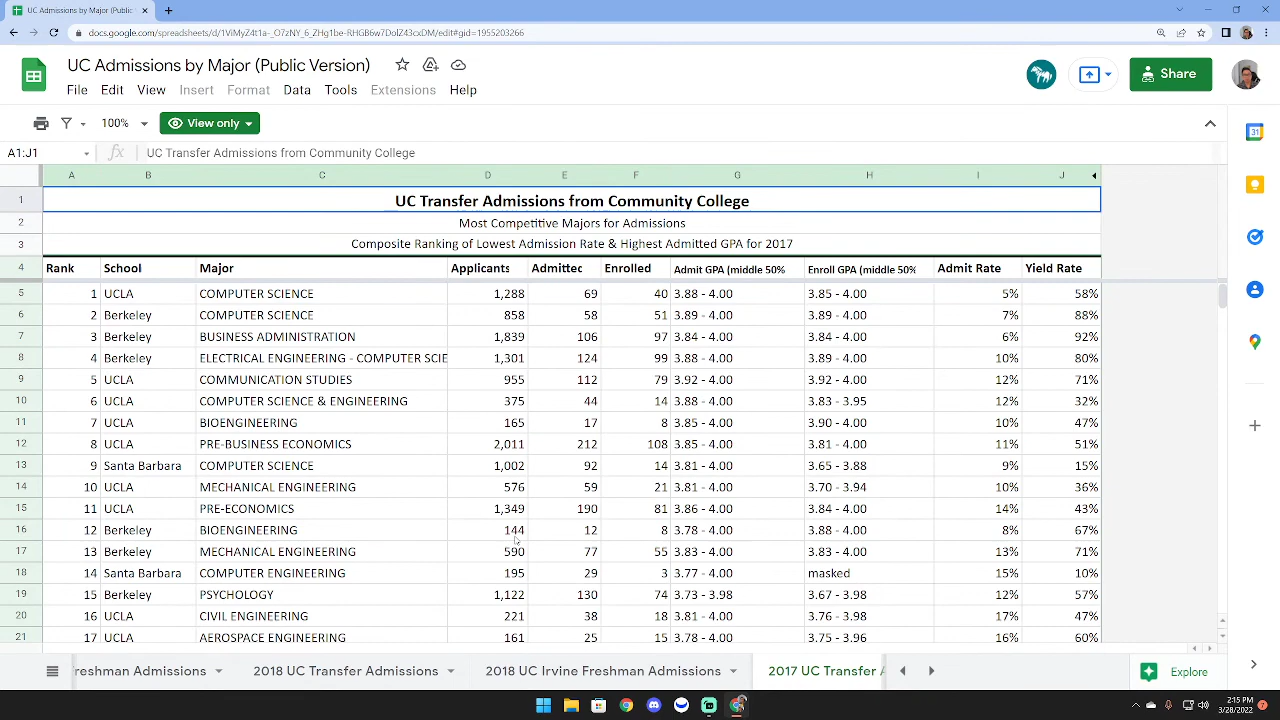 UC Admissions by Major (Public Version)
docs.google.com/spreadsheets/d/1ViMyZ4t1a-_O7zNY_6_ZHg1be-RHGB6w7DolZ43cxDM/edit#gid=1955203266
UC Admissions by Major (Public Version)
File Edit View Insert Format Data Tools Extensions Help
Share
100% View only
A1:J1 fx UC Transfer Admissions from Community College
A B C D E F G H I J
1 UC Transfer Admissions from Community College
2 Most Competitive Majors for Admissions
3 Composite Ranking of Lowest Admission Rate & Highest Admitted GPA for 2017
4 Rank School Major Applicants Admittec Enrolled Admit GPA (middle 50% Enroll GPA (middle 50% Admit Rate Yield Rate
5 1 UCLA COMPUTER SCIENCE 1,288 69 40 3.88 - 4.00 3.85 - 4.00 5% 58%
6 2 Berkeley COMPUTER SCIENCE 858 58 51 3.89 - 4.00 3.89 - 4.00 7% 88%
7 3 Berkeley BUSINESS ADMINISTRATION 1,839 106 97 3.84 - 4.00 3.84 - 4.00 6% 92%
8 4 Berkeley ELECTRICAL ENGINEERING - COMPUTER SCIE 1,301 124 99 3.88 - 4.00 3.89 - 4.00 10% 80%
9 5 UCLA COMMUNICATION STUDIES 955 112 79 3.92 - 4.00 3.92 - 4.00 12% 71%
10 6 UCLA COMPUTER SCIENCE & ENGINEERING 375 44 14 3.88 - 4.00 3.83 - 3.95 12% 32%
11 7 UCLA BIOENGINEERING 165 17 8 3.85 - 4.00 3.90 - 4.00 10% 47%
12 8 UCLA PRE-BUSINESS ECONOMICS 2,011 212 108 3.85 - 4.00 3.81 - 4.00 11% 51%
13 9 Santa Barbara COMPUTER SCIENCE 1,002 92 14 3.81 - 4.00 3.65 - 3.88 9% 15%
14 10 UCLA MECHANICAL ENGINEERING 576 59 21 3.81 - 4.00 3.70 - 3.94 10% 36%
15 11 UCLA PRE-ECONOMICS 1,349 190 81 3.86 - 4.00 3.84 - 4.00 14% 43%
16 12 Berkeley BIOENGINEERING 144 12 8 3.78 - 4.00 3.88 - 4.00 8% 67%
17 13 Berkeley MECHANICAL ENGINEERING 590 77 55 3.83 - 4.00 3.83 - 4.00 13% 71%
18 14 Santa Barbara COMPUTER ENGINEERING 195 29 3 3.77 - 4.00 masked 15% 10%
19 15 Berkeley PSYCHOLOGY 1,122 130 74 3.73 - 3.98 3.67 - 3.98 12% 57%
20 16 UCLA CIVIL ENGINEERING 221 38 18 3.81 - 4.00 3.76 - 3.98 17% 47%
21 17 UCLA AEROSPACE ENGINEERING 161 25 15 3.78 - 4.00 3.75 - 3.96 16% 60%
reshman Admissions 2018 UC Transfer Admissions 2018 UC Irvine Freshman Admissions 2017 UC Transfer A Explore
31
2:15 PM
3/28/2022